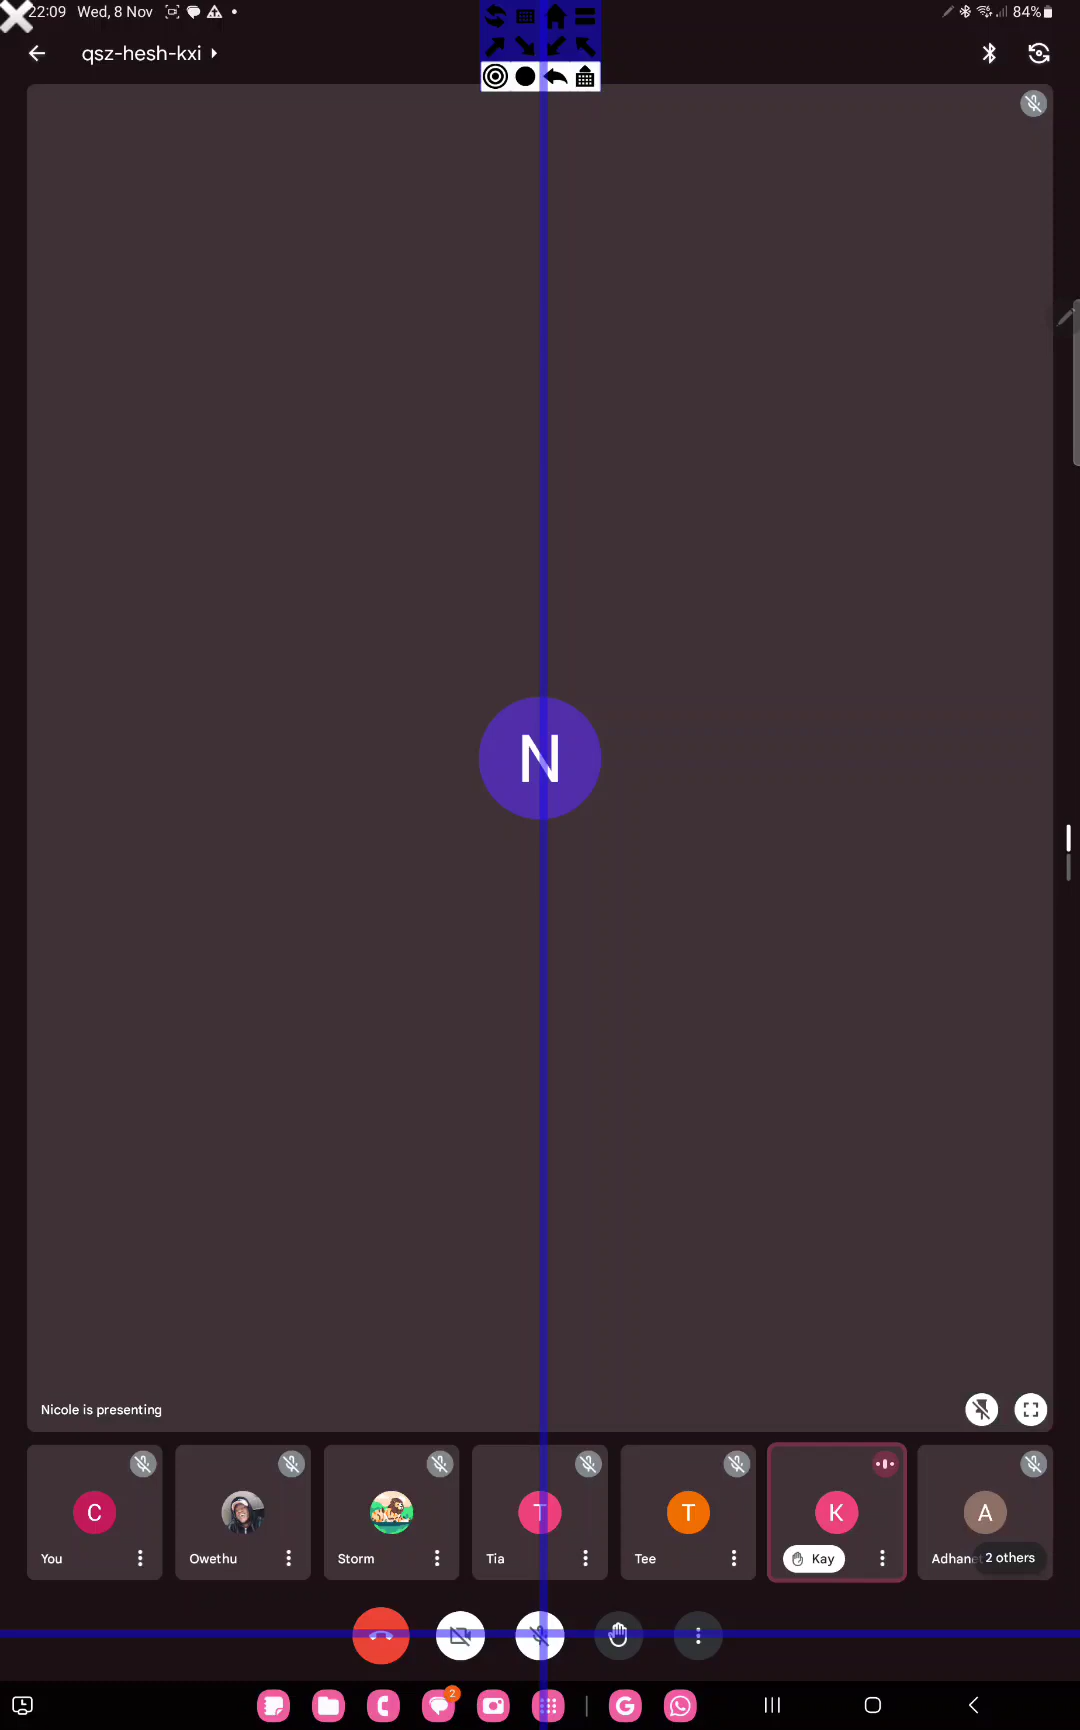 22:09 Wed, 8 Nov 84%
qsz-hesh-kxi
N
Nicole is presenting
C T T K A
You Owethu Storm Tia Tee Kay Adhane 2 others
2
G